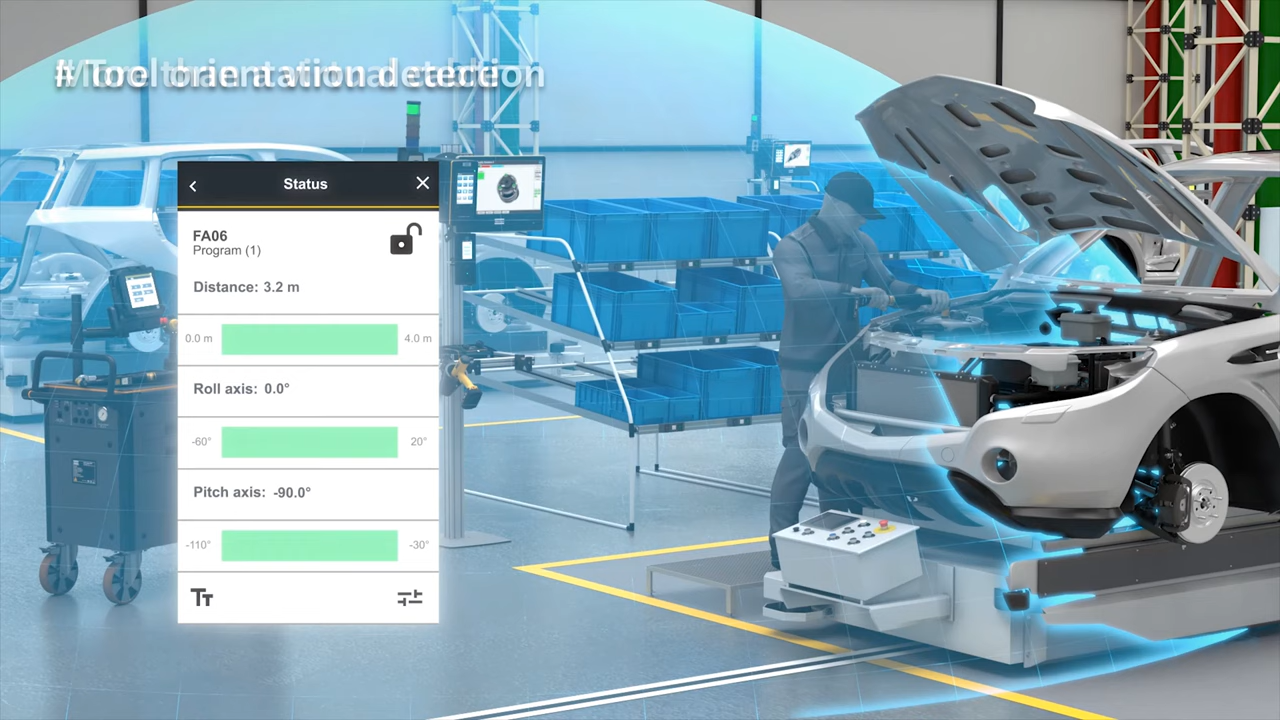 # Tool orientation detection
Status
FA06
Program (1)
Distance: 3.2 m
0.0 m
4.0 m
Roll axis: 0.0°
-60°
20°
Pitch axis: -90.0°
-110°
-30°
Tт